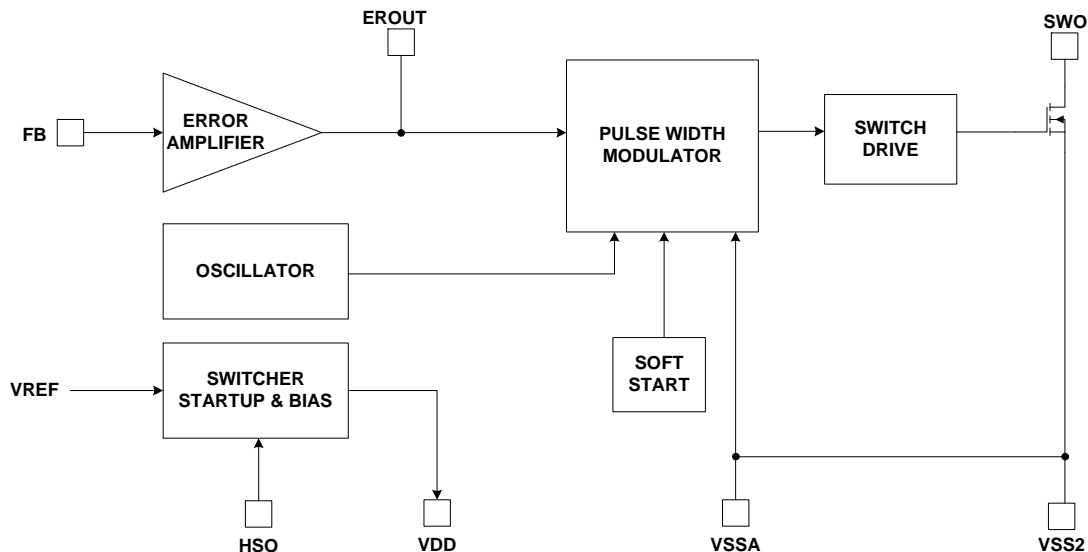 EROUT
SWO
FB
ERROR
AMPLIFIER
PULSE WIDTH
MODULATOR
SWITCH
DRIVE
OSCILLATOR
SOFT
START
VREF
SWITCHER
STARTUP & BIAS
HSO
VDD
VSSA
VSS2